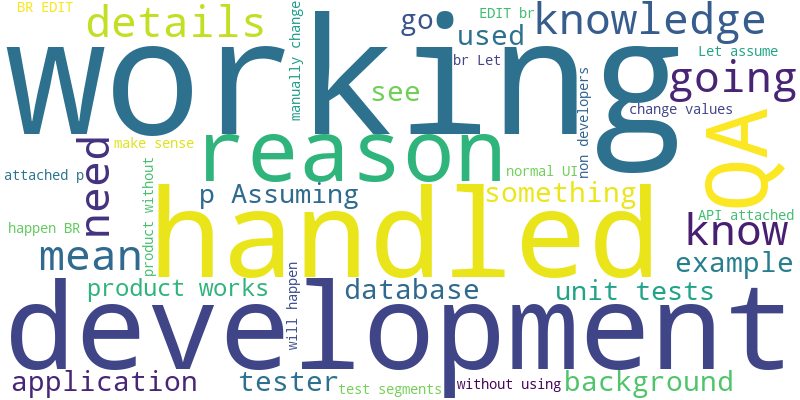 BR EDIT
details
manually change
go
EDIT br
knowledge
used
br Let
Let assume
working
see
going
non developers
change values
need
make sense
reason
QA
attached p
product without
normal UI
p Assuming
something
handled
API attached
happen BR
know
mean
example
product works
will happen
database
unit tests
development
application
tester
test segments
without using
background